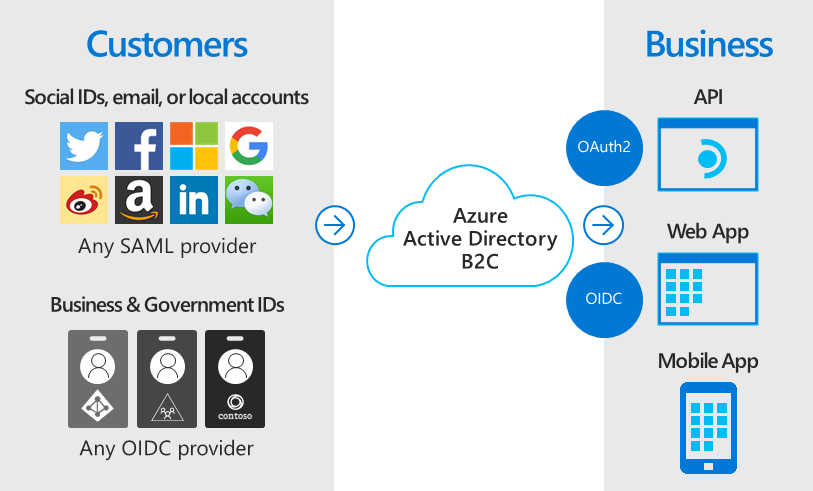 Customers
Social IDs, email, or local accounts
in
Any SAML provider
Business & Government IDs
contoso
Any OIDC provider
Azure
Active Directory
B2C
Business
API
OAuth2
Web App
OIDC
Mobile App